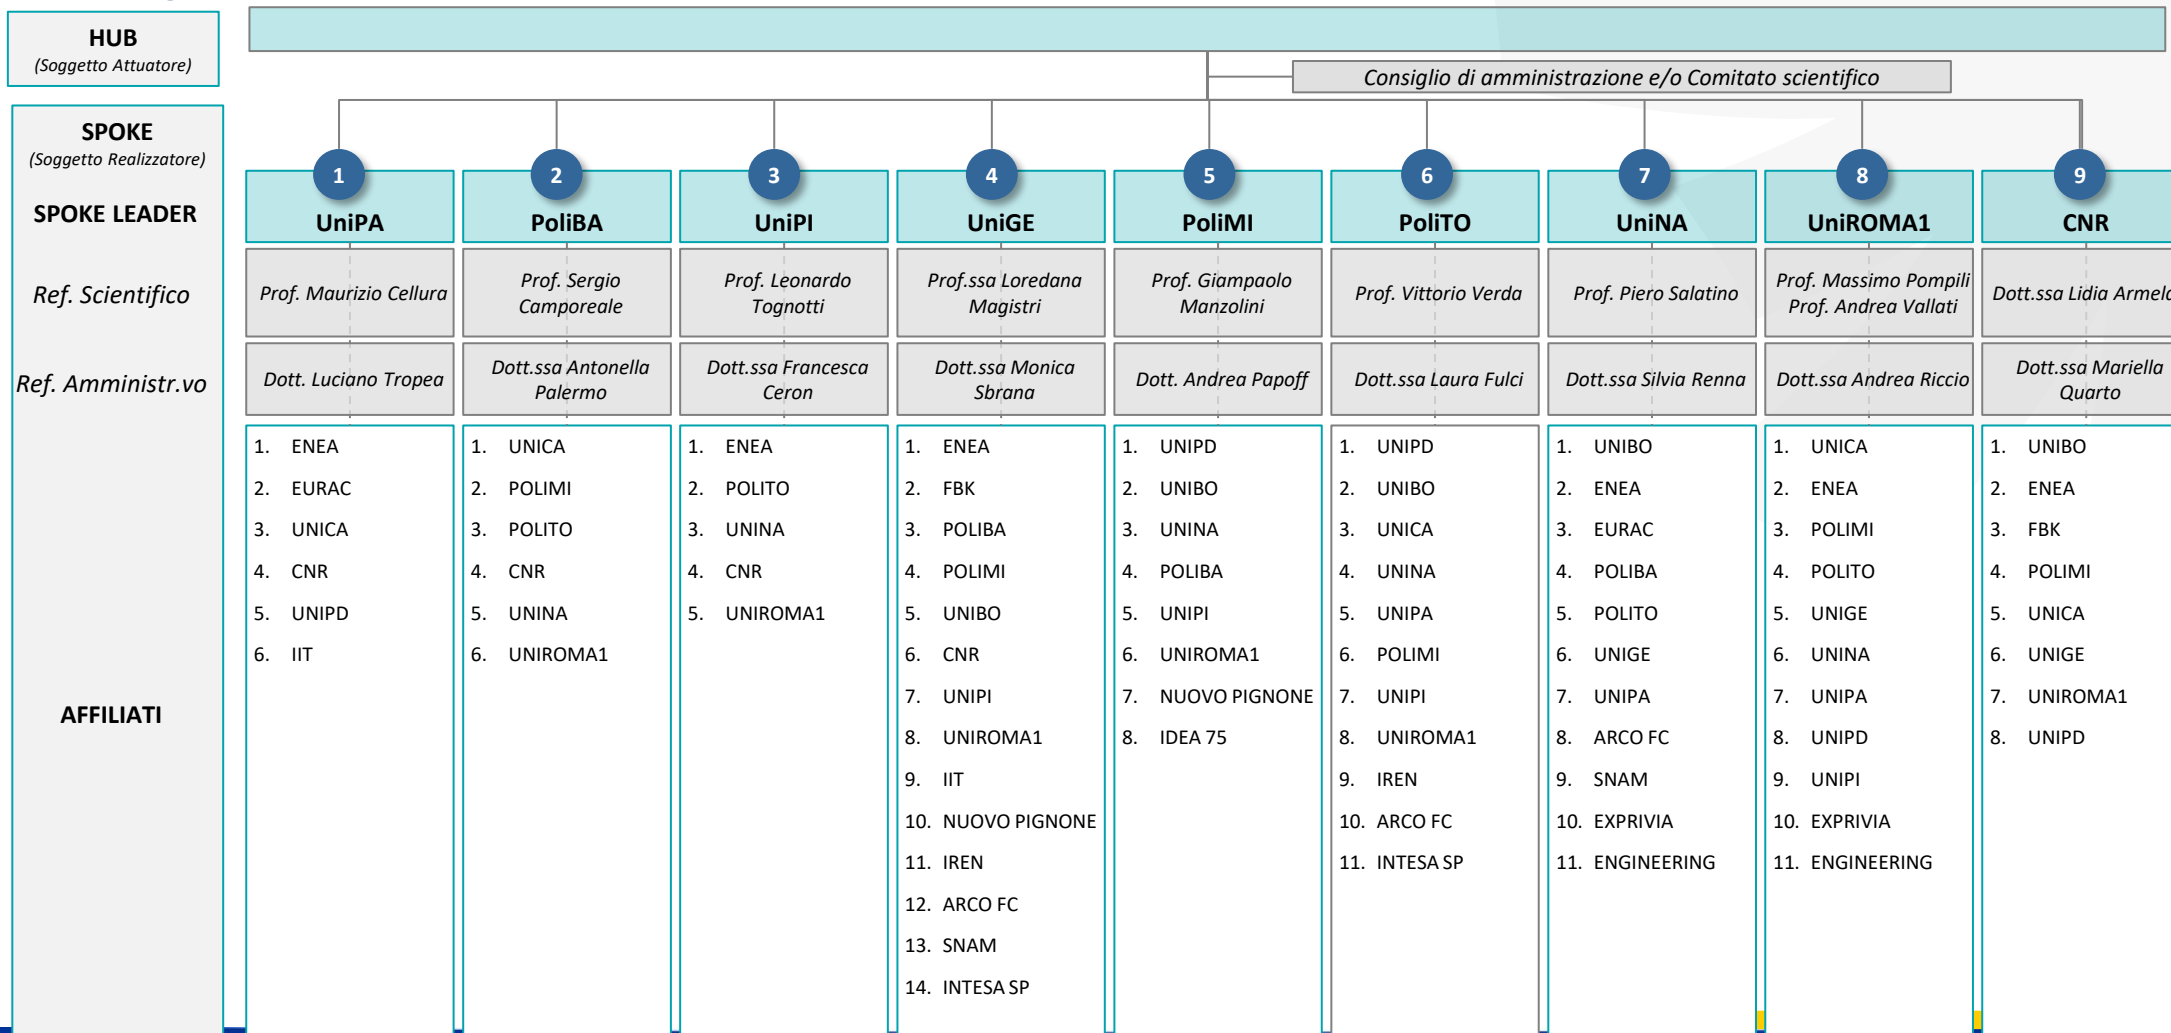 HUB
(Soggetto Attuatore)
Consiglio di amministrazione e/o Comitato scientifico
SPOKE
(Soggetto Realizzatore)
1
2
3
4
5
6
7
8
9
SPOKE LEADER
UniPA
PoliBA
UniPI
UniGE
PoliMI
PoliTO
UniNA
UniROMA1
CNR
Ref. Scientifico
Prof. Maurizio Cellura
Prof. Sergio
Camporeale
Prof. Leonardo
Tognotti
Prof.ssa Loredana
Magistri
Prof. Giampaolo
Manzolini
Prof. Vittorio Verda
Prof. Piero Salatino
Prof. Massimo Pompili
Prof. Andrea Vallati
Dott.ssa Lidia Armela
Ref. Amministr.vo
Dott. Luciano Tropea
Dott.ssa Antonella
Palermo
Dott.ssa Francesca
Ceron
Dott.ssa Monica
Sbrana
Dott. Andrea Papoff
Dott.ssa Laura Fulci
Dott.ssa Silvia Renna
Dott.ssa Andrea Riccio
Dott.ssa Mariella
Quarto
AFFILIATI
1. ENEA
2. EURAC
3. UNICA
4. CNR
5. UNIPD
6. IIT
1. UNICA
2. POLIMI
3. POLITO
4. CNR
5. UNINA
6. UNIROMA1
1. ENEA
2. POLITO
3. UNINA
4. CNR
5. UNIROMA1
1. ENEA
2. FBK
3. POLIBA
4. POLIMI
5. UNIBO
6. CNR
7. UNIPI
8. UNIROMA1
9. IIT
10. NUOVO PIGNONE
11. IREN
12. ARCO FC
13. SNAM
14. INTESA SP
1. UNIPD
2. UNIBO
3. UNINA
4. POLIBA
5. UNIPI
6. UNIROMA1
7. NUOVO PIGNONE
8. IDEA 75
1. UNIPD
2. UNIBO
3. UNICA
4. UNINA
5. UNIPA
6. POLIMI
7. UNIPI
8. UNIROMA1
9. IREN
10. ARCO FC
11. INTESA SP
1. UNIBO
2. ENEA
3. EURAC
4. POLIBA
5. POLITO
6. UNIGE
7. UNIPA
8. ARCO FC
9. SNAM
10. EXPRIVIA
11. ENGINEERING
1. UNICA
2. ENEA
3. POLIMI
4. POLITO
5. UNIGE
6. UNINA
7. UNIPA
8. UNIPD
9. UNIPI
10. EXPRIVIA
11. ENGINEERING
1. UNIBO
2. ENEA
3. FBK
4. POLIMI
5. UNICA
6. UNIGE
7. UNIROMA1
8. UNIPD